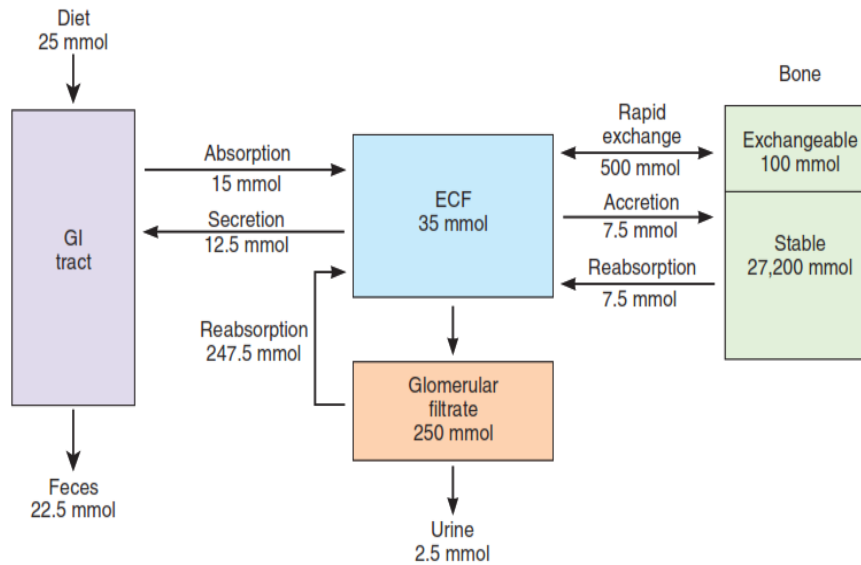 Diet
25 mmol
GI
tract
Feces
22.5 mmol
Absorption
15 mmol
Secretion
12.5 mmol
Reabsorption
247.5 mmol
ECF
35 mmol
Glomerular
filtrate
250 mmol
Urine
2.5 mmol
Rapid
exchange
500 mmol
Accretion
7.5 mmol
Reabsorption
7.5 mmol
Bone
Exchangeable
100 mmol
Stable
27,200 mmol